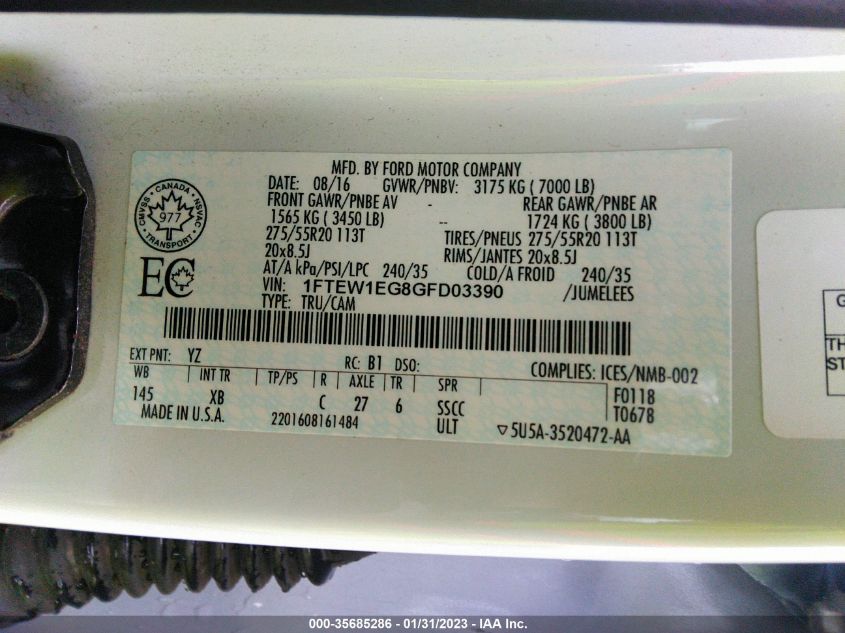 MFD. BY FORD MOTOR COMPANY
DATE: 08/16 GVWR/PNBV: 3175 KG ( 7000 LB)
FRONT GAWR/PNBE AV REAR GAWR/PNBE AR
1565 KG ( 3450 LB) -- 1724 KG ( 3800 LB)
275/55R20 113T TIRES/PNEUS 275/55R20 113T
20x8.5J RIMS/JANTES 20x8.5J
AT/A kPa/PSI/LPC 240/35 COLD/A FROID 240/35
VIN: 1FTEW1EG8GFD03390 /JUMELEES
TYPE: TRU/CAM
CMVSS · CANADA · NSVAC
977
TRANSPORT
EC
EXT PNT: YZ RC: B1 DSO: COMPLIES: ICES/NMB-002
WB INT TR TP/PS R AXLE TR SPR F0118
145 XB C 27 6 SSCC T0678
MADE IN U.S.A. 2201608161484 ULT ▽5U5A-3520472-AA
G
TH
ST
000-35685286 - 01/31/2023 - IAA Inc.